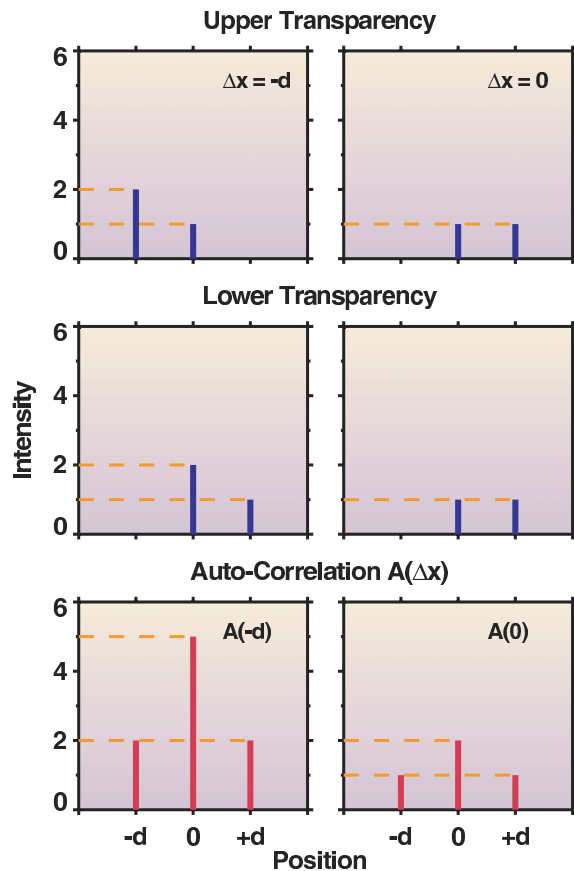 Upper Transparency
6
4
2
0
Δx = -d
Δx = 0
Lower Transparency
6
4
2
0
Intensity
Auto-Correlation A(Δx)
6
4
2
0
A(-d)
A(0)
-d 0 +d
-d 0 +d
Position